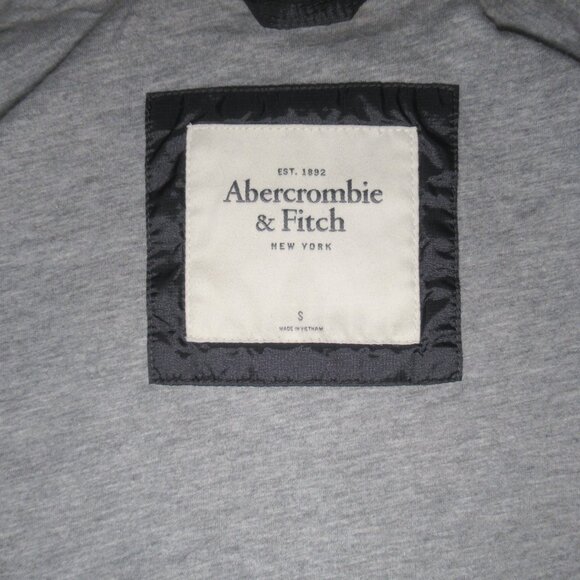 EST. 1892
Abercrombie
& Fitch
NEW YORK
S
MADE IN VIETNAM